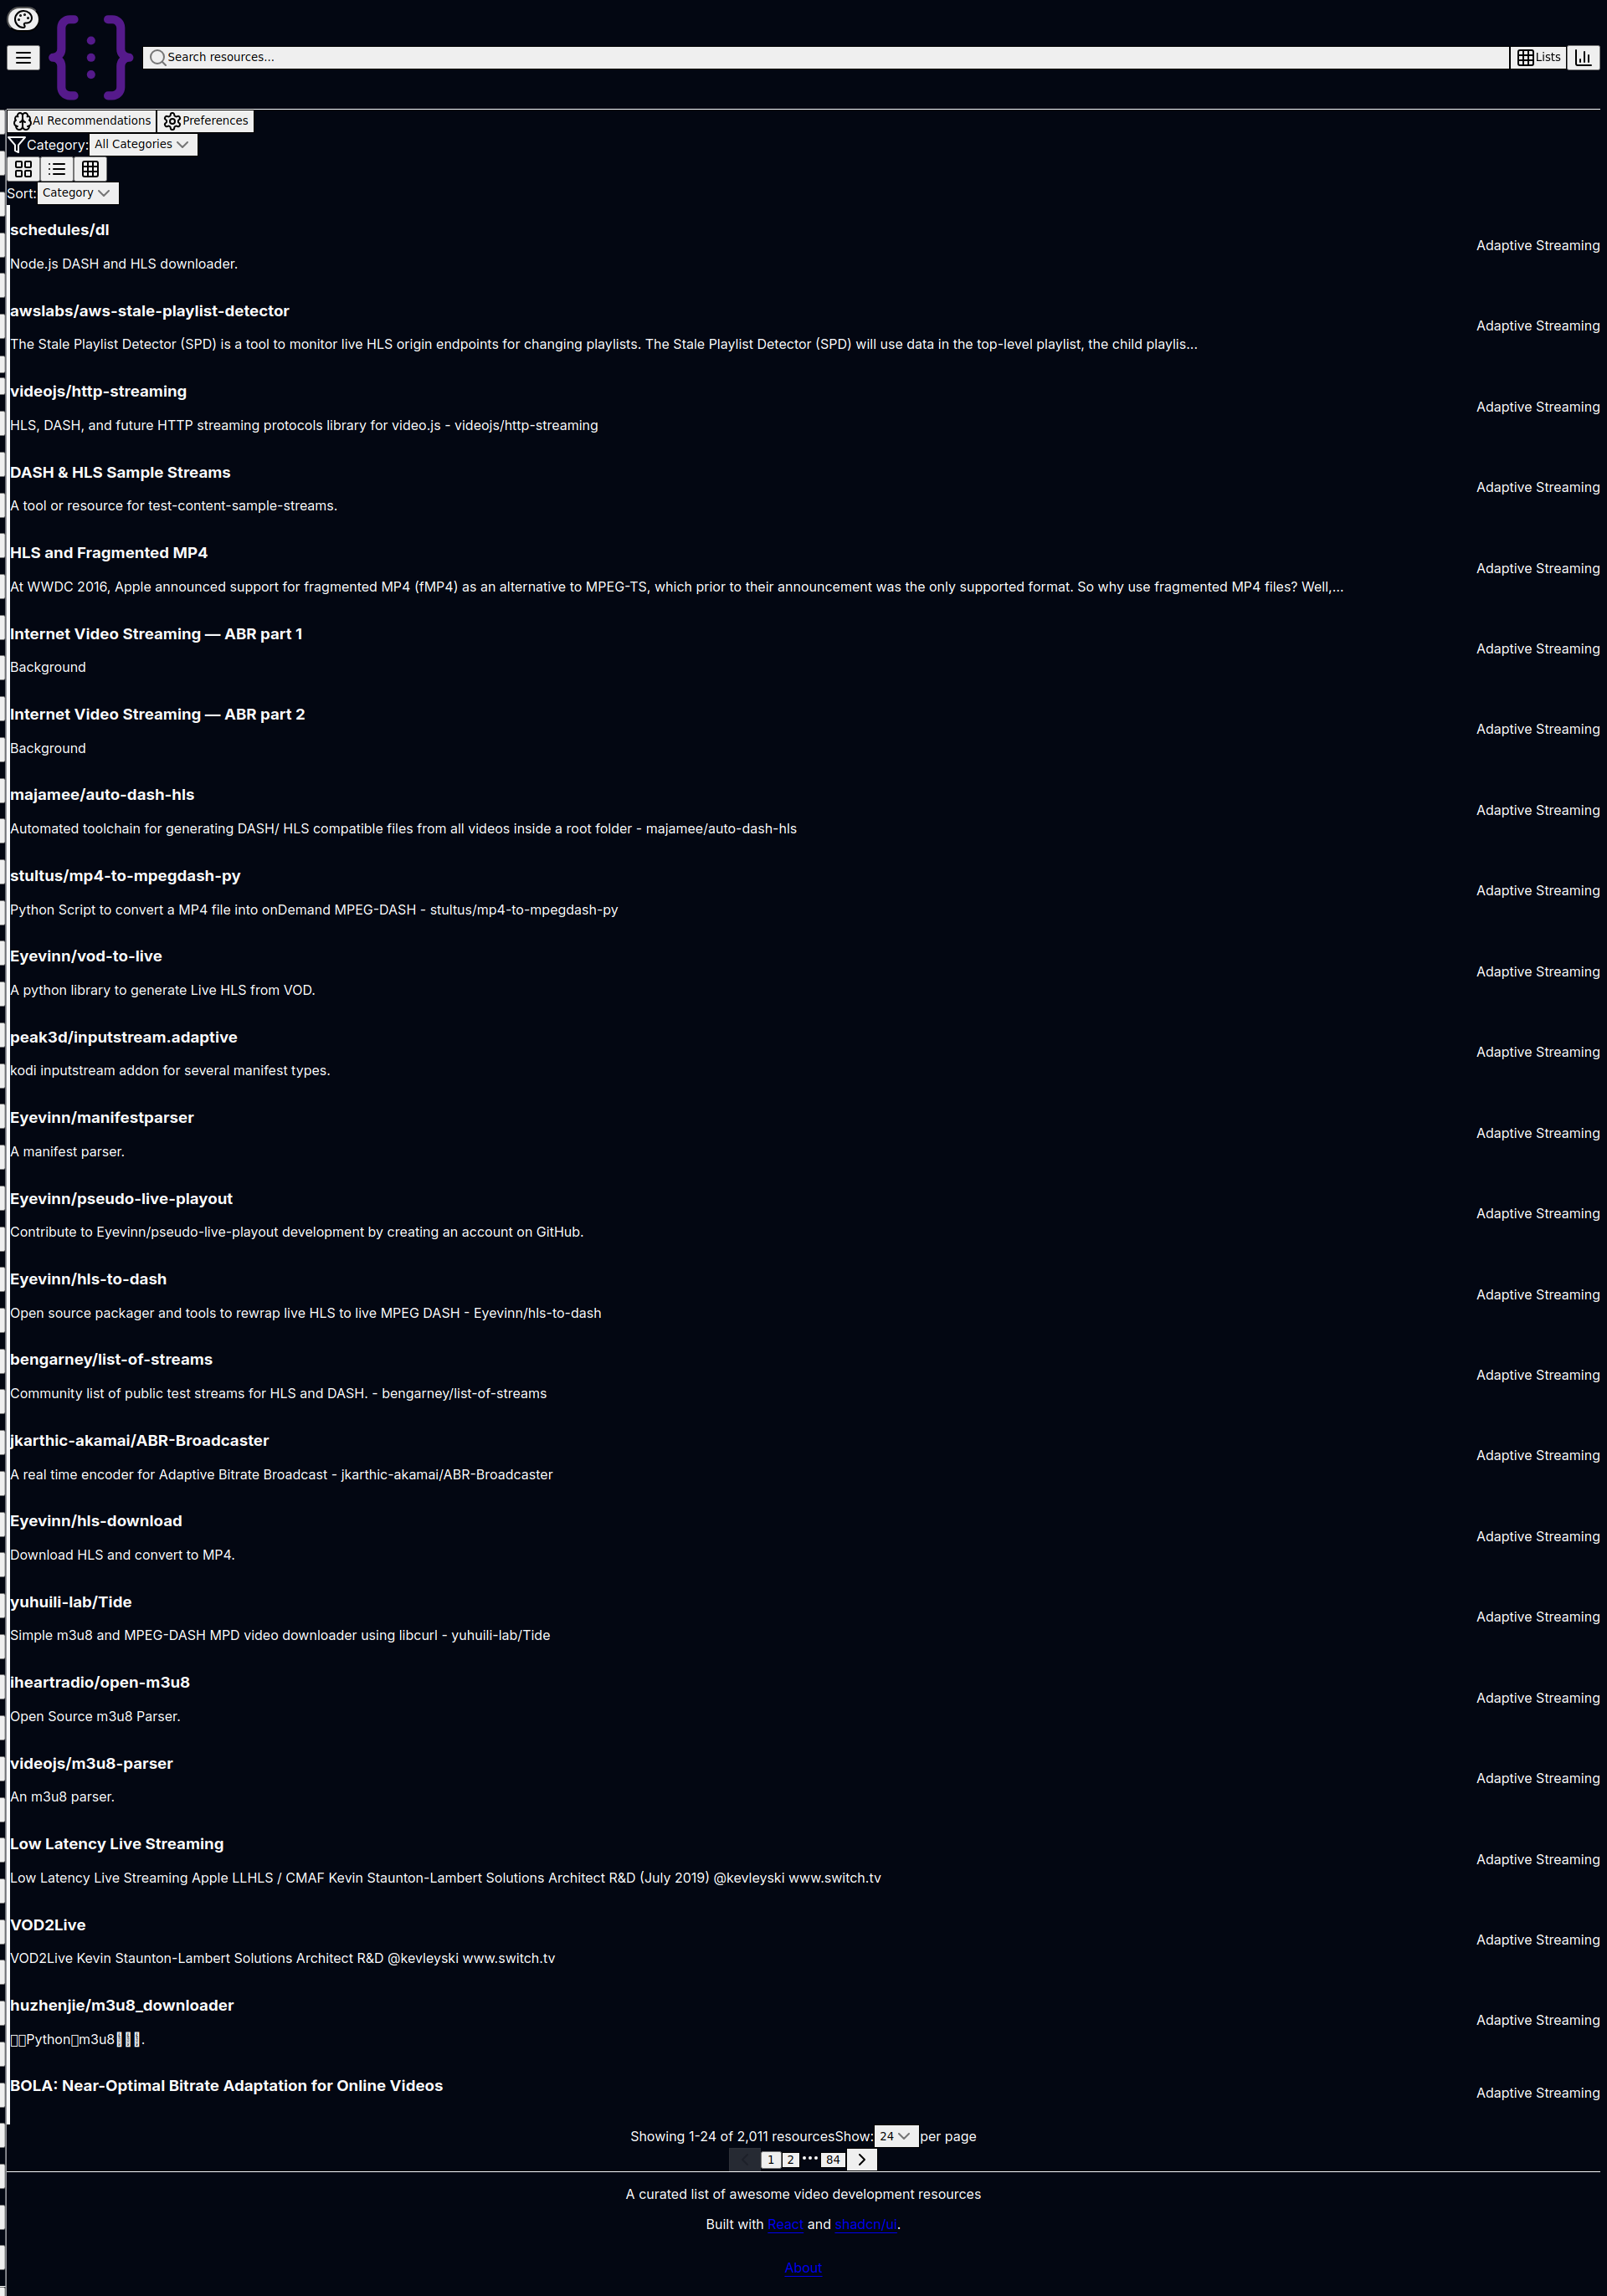 Search resources...
Lists
AI Recommendations
Preferences
Category:
All Categories
Sort:
Category
schedules/dl
Node.js DASH and HLS downloader.
Adaptive Streaming
awslabs/aws-stale-playlist-detector
The Stale Playlist Detector (SPD) is a tool to monitor live HLS origin endpoints for changing playlists. The Stale Playlist Detector (SPD) will use data in the top-level playlist, the child playlis...
Adaptive Streaming
videojs/http-streaming
HLS, DASH, and future HTTP streaming protocols library for video.js - videojs/http-streaming
Adaptive Streaming
DASH & HLS Sample Streams
A tool or resource for test-content-sample-streams.
Adaptive Streaming
HLS and Fragmented MP4
At WWDC 2016, Apple announced support for fragmented MP4 (fMP4) as an alternative to MPEG-TS, which prior to their announcement was the only supported format. So why use fragmented MP4 files? Well,...
Adaptive Streaming
Internet Video Streaming — ABR part 1
Background
Adaptive Streaming
Internet Video Streaming — ABR part 2
Background
Adaptive Streaming
majamee/auto-dash-hls
Automated toolchain for generating DASH/ HLS compatible files from all videos inside a root folder - majamee/auto-dash-hls
Adaptive Streaming
stultus/mp4-to-mpegdash-py
Python Script to convert a MP4 file into onDemand MPEG-DASH - stultus/mp4-to-mpegdash-py
Adaptive Streaming
Eyevinn/vod-to-live
A python library to generate Live HLS from VOD.
Adaptive Streaming
peak3d/inputstream.adaptive
kodi inputstream addon for several manifest types.
Adaptive Streaming
Eyevinn/manifestparser
A manifest parser.
Adaptive Streaming
Eyevinn/pseudo-live-playout
Contribute to Eyevinn/pseudo-live-playout development by creating an account on GitHub.
Adaptive Streaming
Eyevinn/hls-to-dash
Open source packager and tools to rewrap live HLS to live MPEG DASH - Eyevinn/hls-to-dash
Adaptive Streaming
bengarney/list-of-streams
Community list of public test streams for HLS and DASH. - bengarney/list-of-streams
Adaptive Streaming
jkarthic-akamai/ABR-Broadcaster
A real time encoder for Adaptive Bitrate Broadcast - jkarthic-akamai/ABR-Broadcaster
Adaptive Streaming
Eyevinn/hls-download
Download HLS and convert to MP4.
Adaptive Streaming
yuhuili-lab/Tide
Simple m3u8 and MPEG-DASH MPD video downloader using libcurl - yuhuili-lab/Tide
Adaptive Streaming
iheartradio/open-m3u8
Open Source m3u8 Parser.
Adaptive Streaming
videojs/m3u8-parser
An m3u8 parser.
Adaptive Streaming
Low Latency Live Streaming
Low Latency Live Streaming Apple LLHLS / CMAF Kevin Staunton-Lambert Solutions Architect R&D (July 2019) @kevleyski www.switch.tv
Adaptive Streaming
VOD2Live
VOD2Live Kevin Staunton-Lambert Solutions Architect R&D @kevleyski www.switch.tv
Adaptive Streaming
huzhenjie/m3u8_downloader
Python m3u8 .
Adaptive Streaming
BOLA: Near-Optimal Bitrate Adaptation for Online Videos
Adaptive Streaming
Showing 1-24 of 2,011 resourcesShow: 24 per page
1 2 ... 84
A curated list of awesome video development resources
Built with React and shadcn/ui.
About